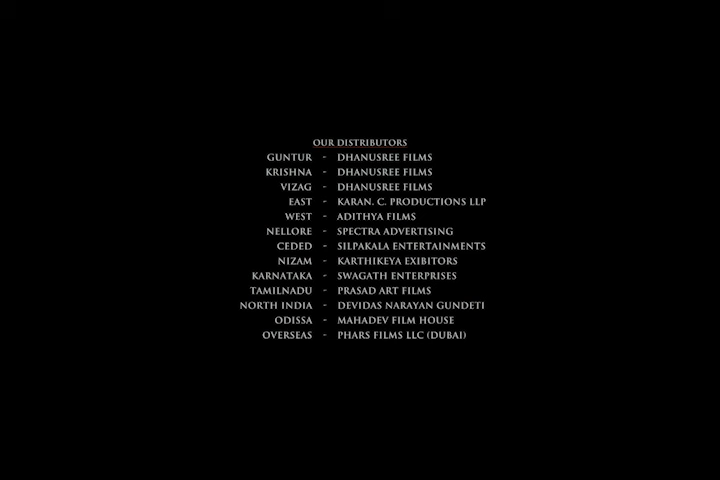 OUR DISTRIBUTORS
GUNTUR - DHANUSREE FILMS
KRISHNA - DHANUSREE FILMS
VIZAG - DHANUSREE FILMS
EAST - KARAN. C. PRODUCTIONS LLP
WEST - ADITHYA FILMS
NELLORE - SPECTRA ADVERTISING
CEDED - SILPAKALA ENTERTAINMENTS
NIZAM - KARTHIKEYA EXIBITORS
KARNATAKA - SWAGATH ENTERPRISES
TAMILNADU - PRASAD ART FILMS
NORTH INDIA - DEVIDAS NARAYAN GUNDETI
ODISSA - MAHADEV FILM HOUSE
OVERSEAS - PHARS FILMS LLC (DUBAI)